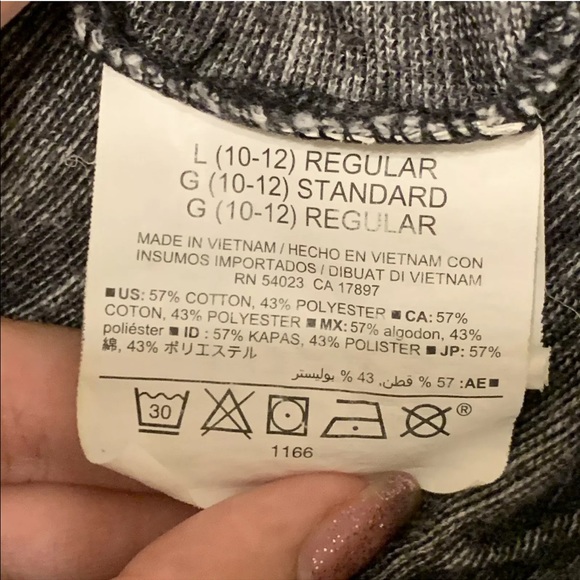 L (10-12) REGULAR
G (10-12) STANDARD
G (10-12) REGULAR
MADE IN VIETNAM / HECHO EN VIETNAM CON
INSUMOS IMPORTADOS / DIBUAT DI VIETNAM
RN 54023 CA 17897
■ US: 57% COTTON, 43% POLYESTER ■ CA: 57%
COTON, 43% POLYESTER ■ MX: 57% algodon, 43%
poliéster ■ ID : 57% KAPAS, 43% POLISTER ■ JP: 57%
綿, 43% ポリエステル
■ AE: 57 % قطن, 43 % بوليستر
30
®
1166